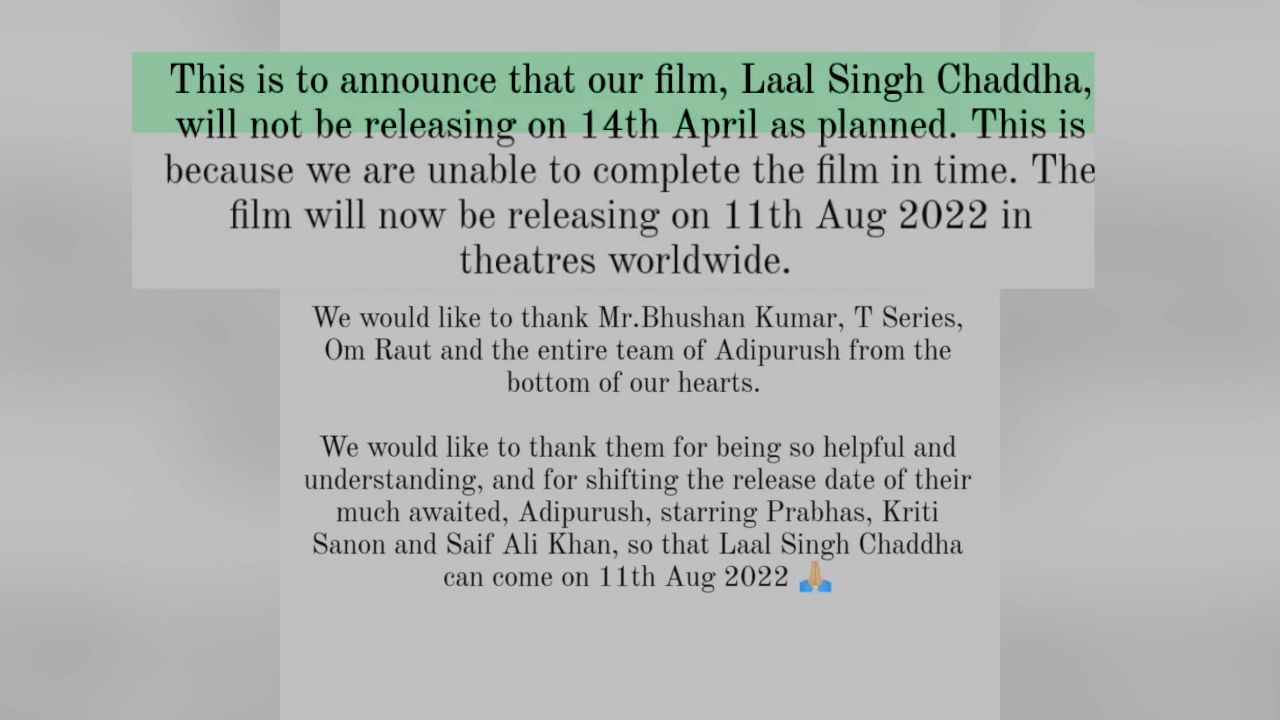 This is to announce that our film, Laal Singh Chaddha,
will not be releasing on 14th April as planned. This is
because we are unable to complete the film in time. The
film will now be releasing on 11th Aug 2022 in
theatres worldwide.
We would like to thank Mr.Bhushan Kumar, T Series,
Om Raut and the entire team of Adipurush from the
bottom of our hearts.
We would like to thank them for being so helpful and
understanding, and for shifting the release date of their
much awaited, Adipurush, starring Prabhas, Kriti
Sanon and Saif Ali Khan, so that Laal Singh Chaddha
can come on 11th Aug 2022 🙏🏼